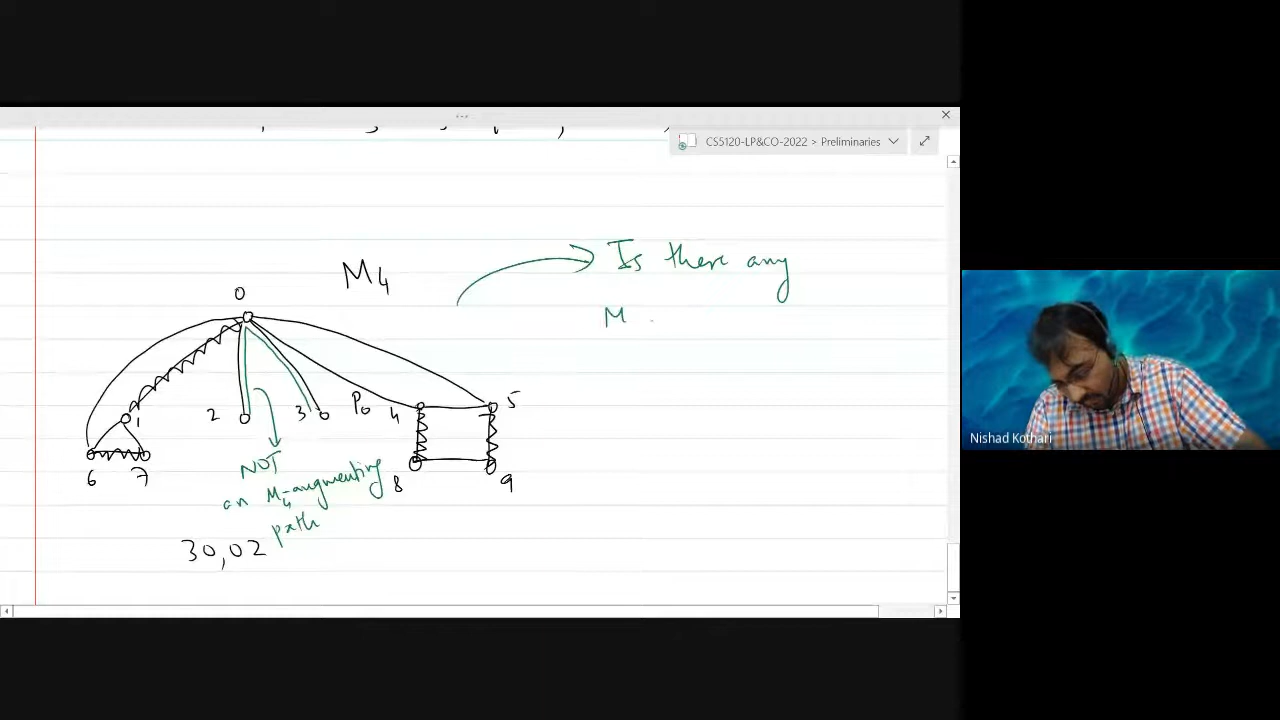 CS5120-LP&CO-2022 > Preliminaries
Is there any
M
M4
0
1
2
3
P0
4
5
6
7
8
9
NOT
an M4-augmenting
path
30,02
Nishad Kothari